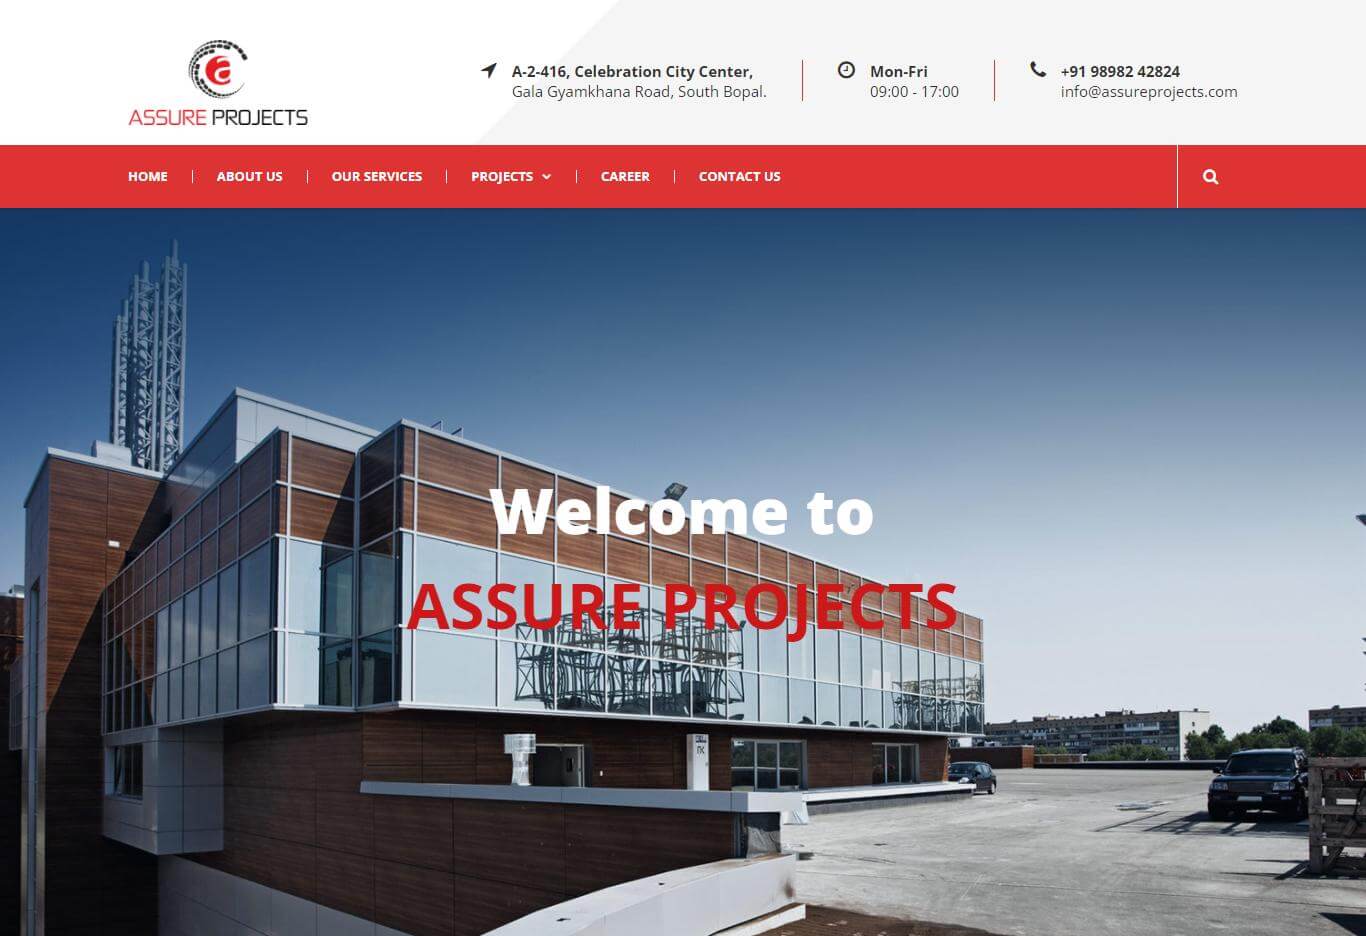 ASSURE PROJECTS
A-2-416, Celebration City Center,
Gala Gyamkhana Road, South Bopal.
Mon-Fri
09:00 - 17:00
+91 98982 42824
info@assureprojects.com
HOME
ABOUT US
OUR SERVICES
PROJECTS
CAREER
CONTACT US
Welcome to
ASSURE PROJECTS